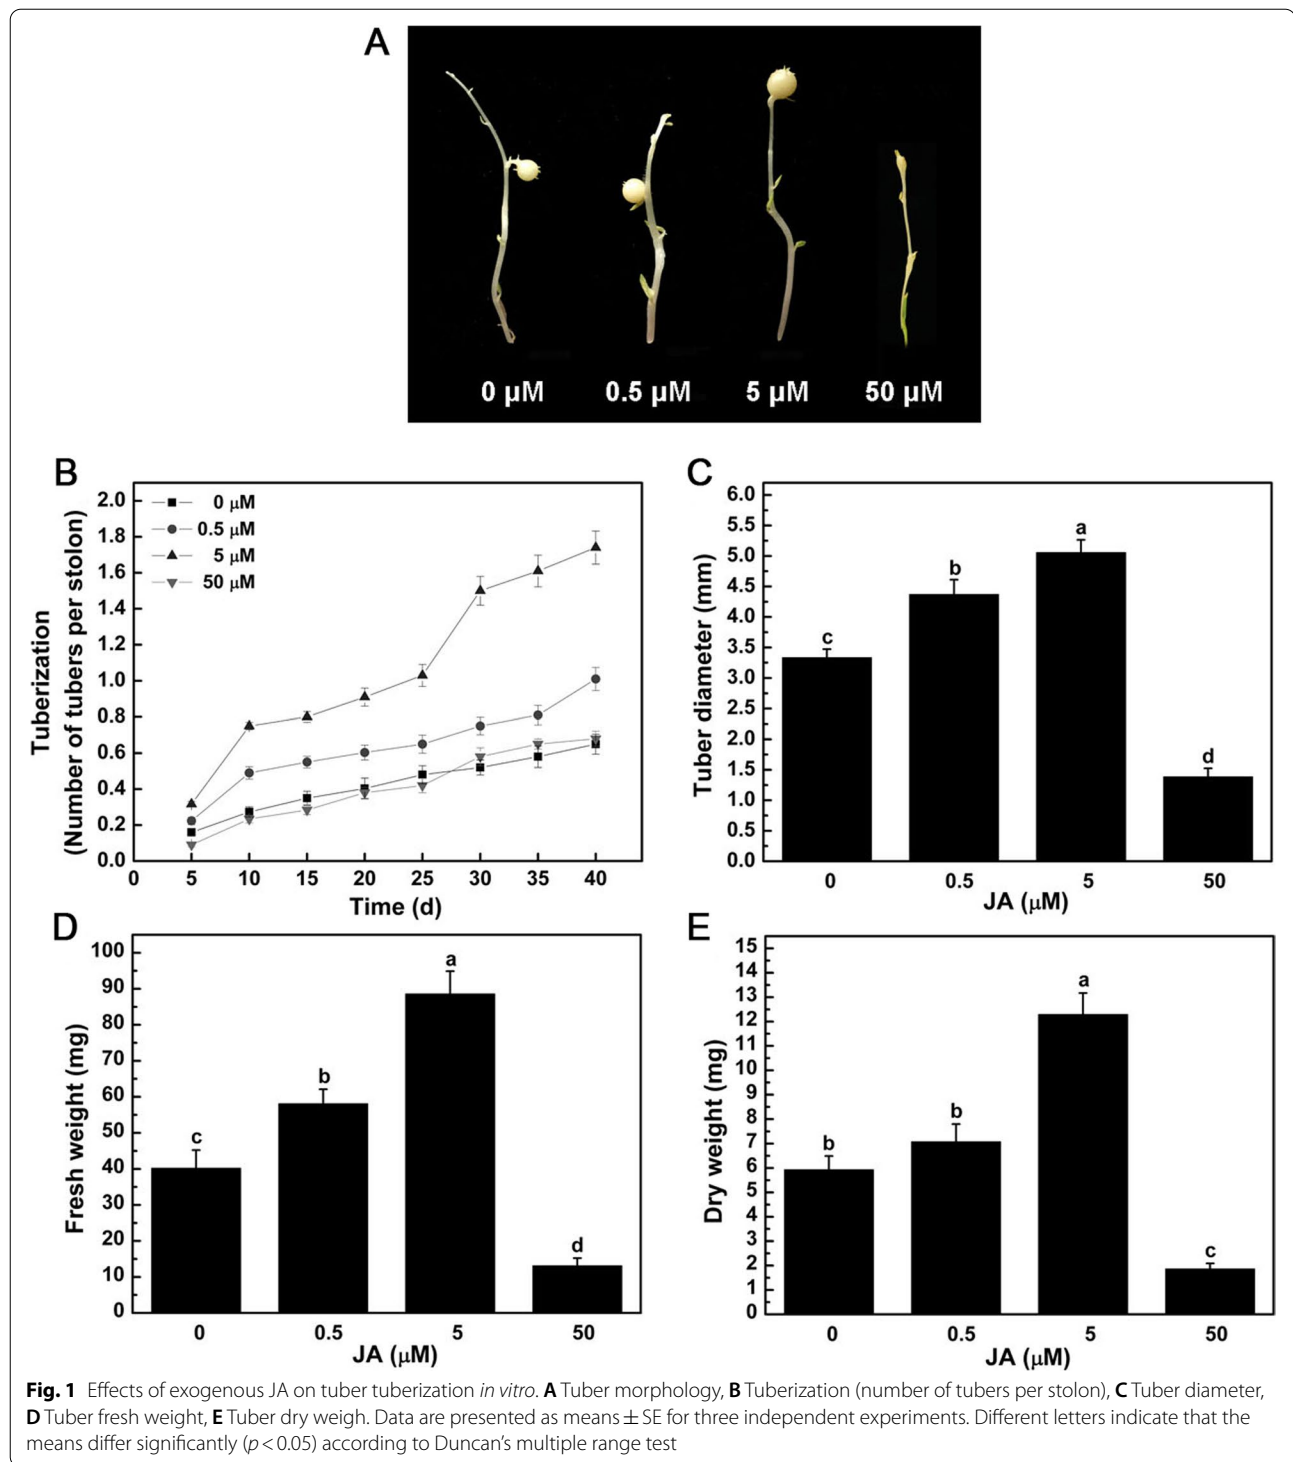 A
0 μM 0.5 μM 5 μM 50 μM
B
Tuberization
(Number of tubers per stolon)
2.0
1.8
1.6
1.4
1.2
1.0
0.8
0.6
0.4
0.2
0.0
0 μM
0.5 μM
5 μM
50 μM
0 5 10 15 20 25 30 35 40
Time (d)
C
Tuber diameter (mm)
6.0
5.5
5.0
4.5
4.0
3.5
3.0
2.5
2.0
1.5
1.0
0.5
0.0
c
b
a
d
0 0.5 5 50
JA (μM)
D
Fresh weight (mg)
100
90
80
70
60
50
40
30
20
10
0
c
b
a
d
0 0.5 5 50
JA (μM)
E
Dry weight (mg)
15
14
13
12
11
10
9
8
7
6
5
4
3
2
1
0
b
b
a
c
0 0.5 5 50
JA (μM)
Fig. 1 Effects of exogenous JA on tuber tuberization in vitro. A Tuber morphology, B Tuberization (number of tubers per stolon), C Tuber diameter,
D Tuber fresh weight, E Tuber dry weigh. Data are presented as means ± SE for three independent experiments. Different letters indicate that the
means differ significantly (p < 0.05) according to Duncan's multiple range test